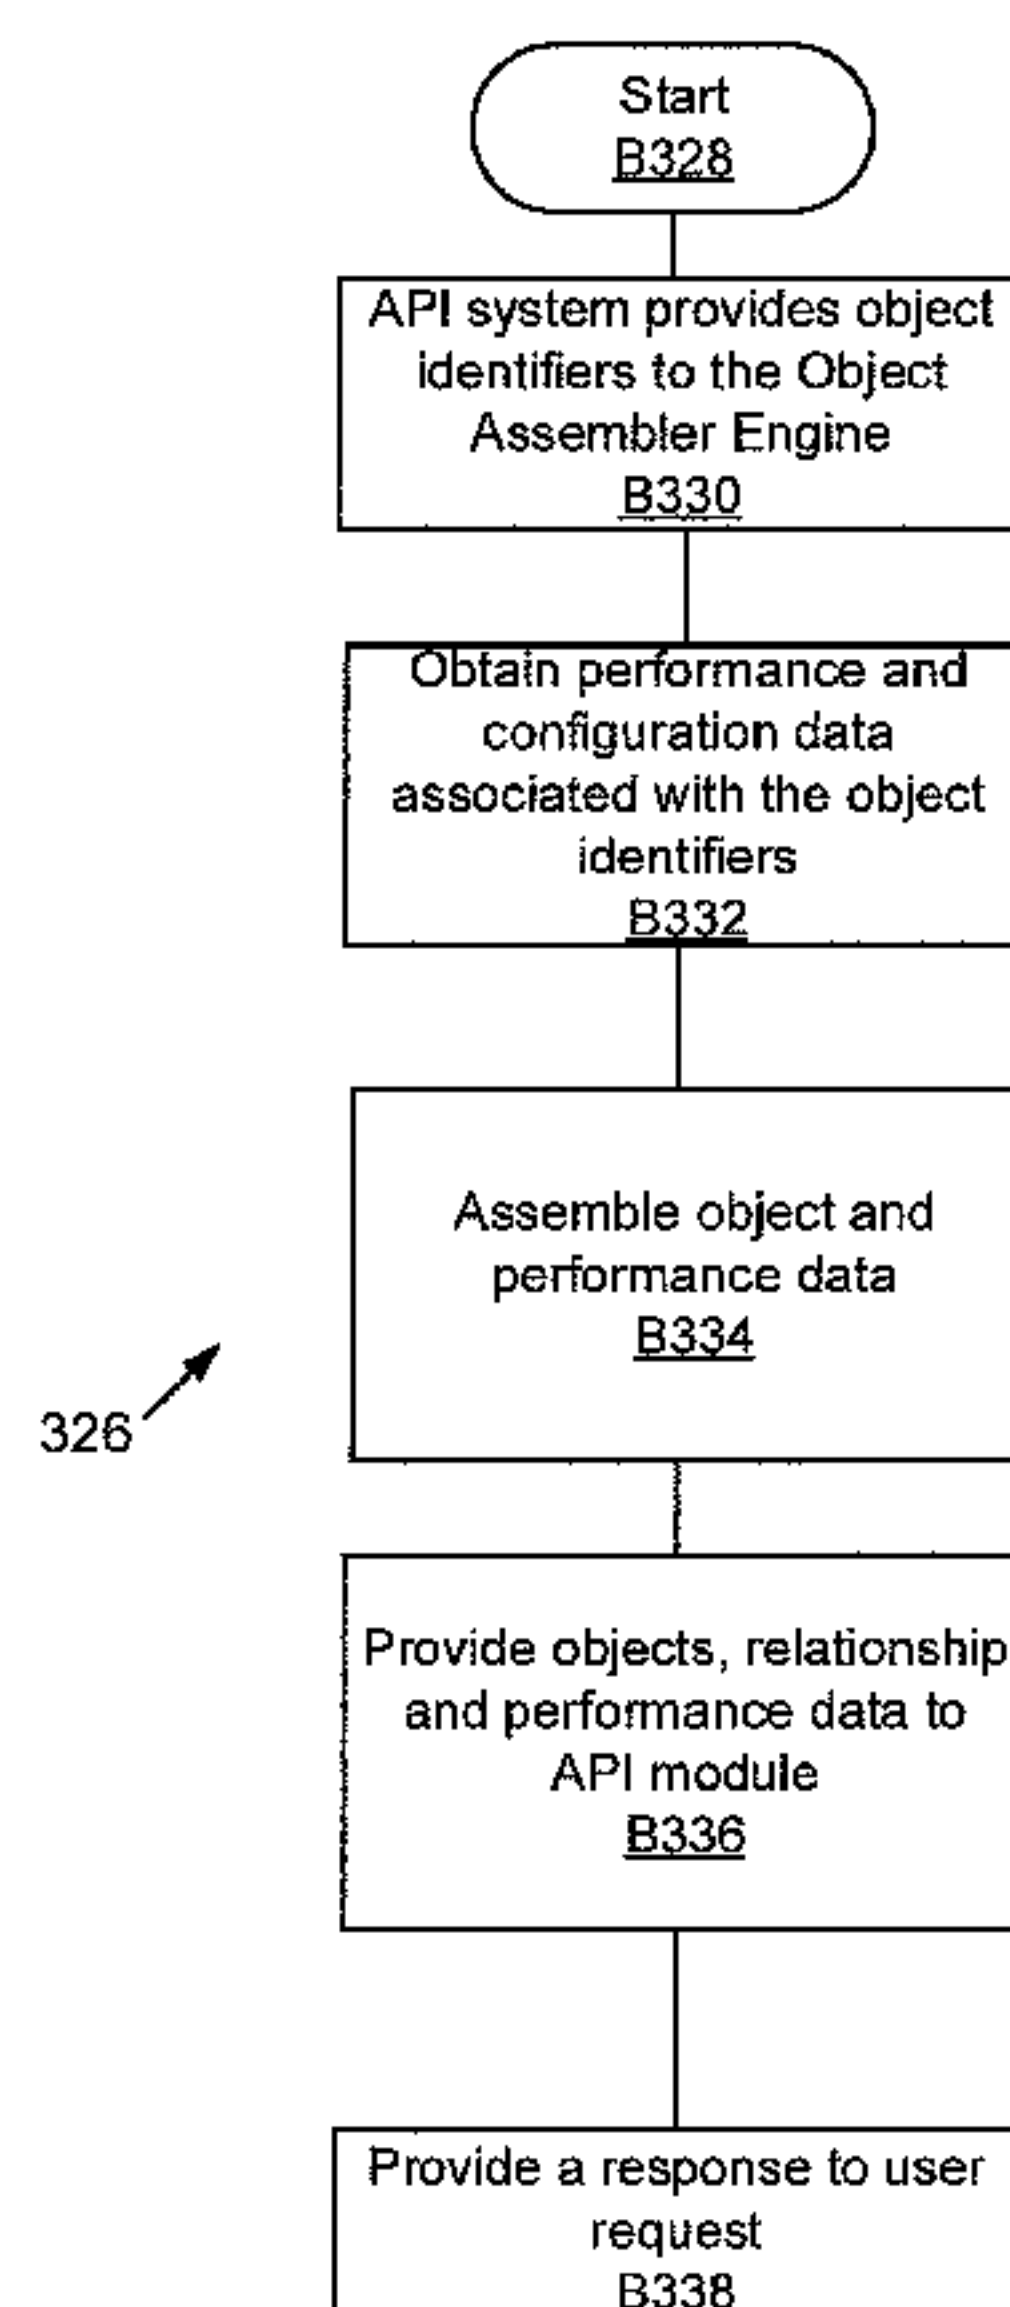 Start
B328
API system provides object
identifiers to the Object
Assembler Engine
B330
Obtain performance and
configuration data
associated with the object
identifiers
B332
Assemble object and
performance data
B334
326
Provide objects, relationship
and performance data to
API module
B336
Provide a response to user
request
B338